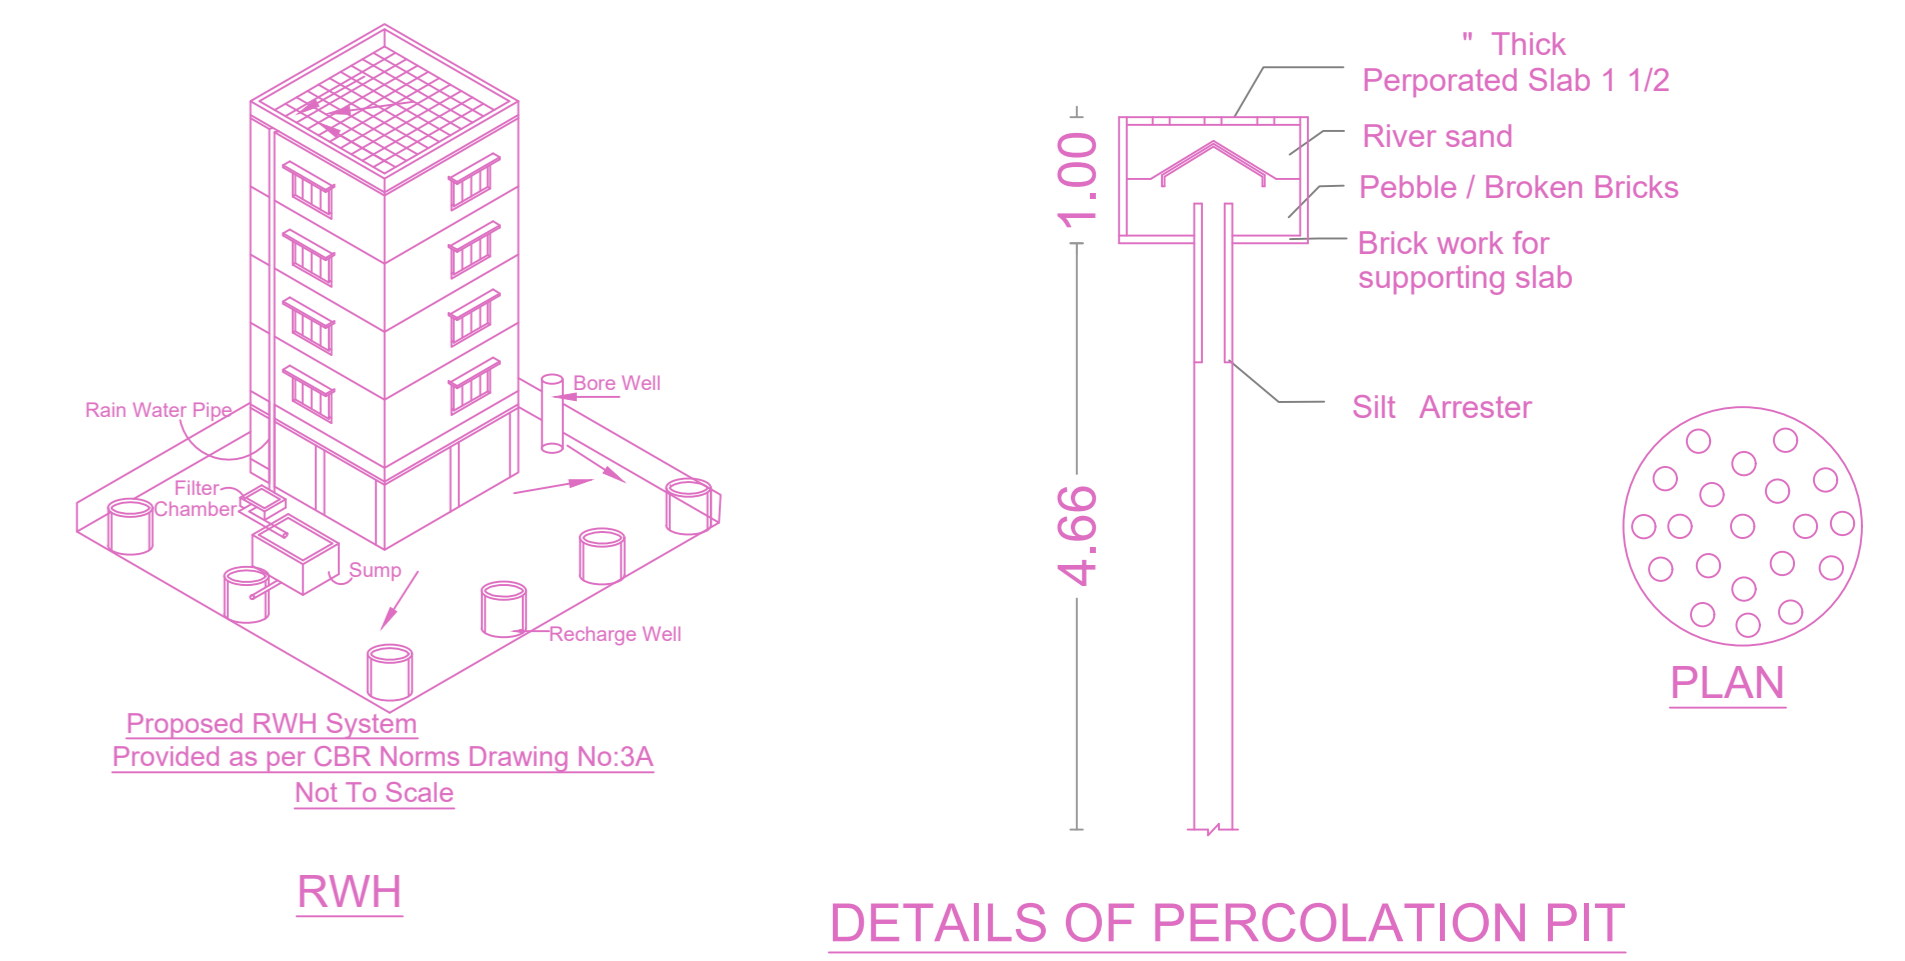 Rain Water Pipe
Filter
Chamber
Sump
Bore Well
Recharge Well
Proposed RWH System
Provided as per CBR Norms Drawing No:3A
Not To Scale
RWH
" Thick
Perporated Slab 1 1/2
River sand
Pebble / Broken Bricks
Brick work for
supporting slab
Silt Arrester
1.00
4.66
PLAN
DETAILS OF PERCOLATION PIT